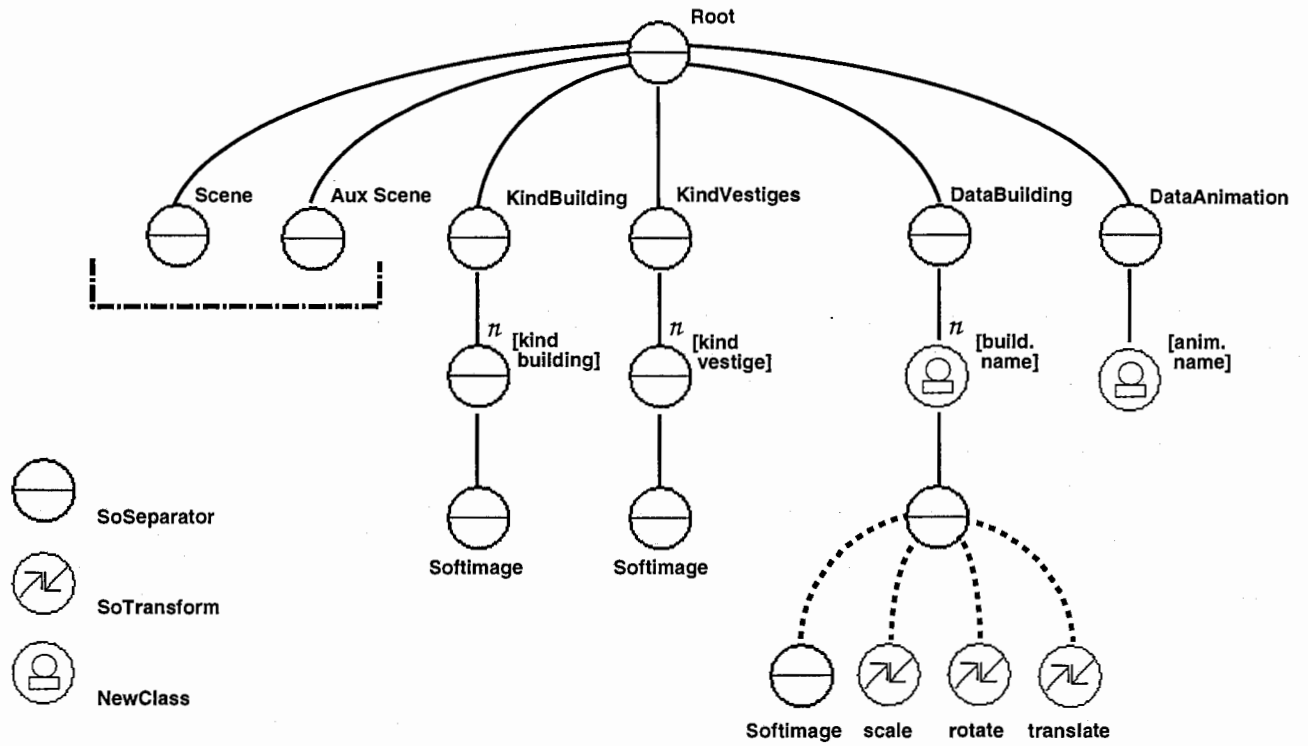 Root
Scene
Aux Scene
KindBuilding
KindVestiges
DataBuilding
DataAnimation
n
[kind
building]
n
[kind
vestige]
n
[build.
name]
[anim.
name]
SoSeparator
Softimage
Softimage
SoTransform
NewClass
Softimage
scale
rotate
translate